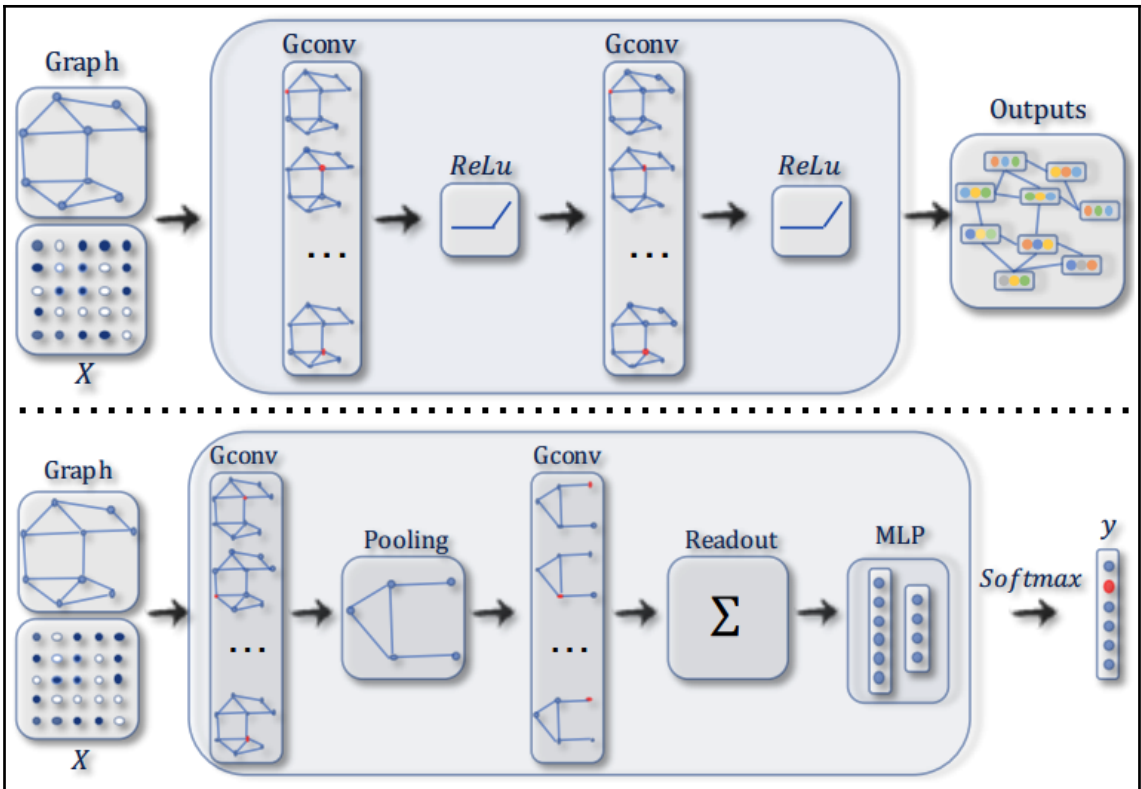 Graph
Gconv
Gconv
ReLu
ReLu
Outputs
...
...
X
Graph
Gconv
Gconv
Pooling
Readout
MLP
y
Softmax
Σ
...
...
X